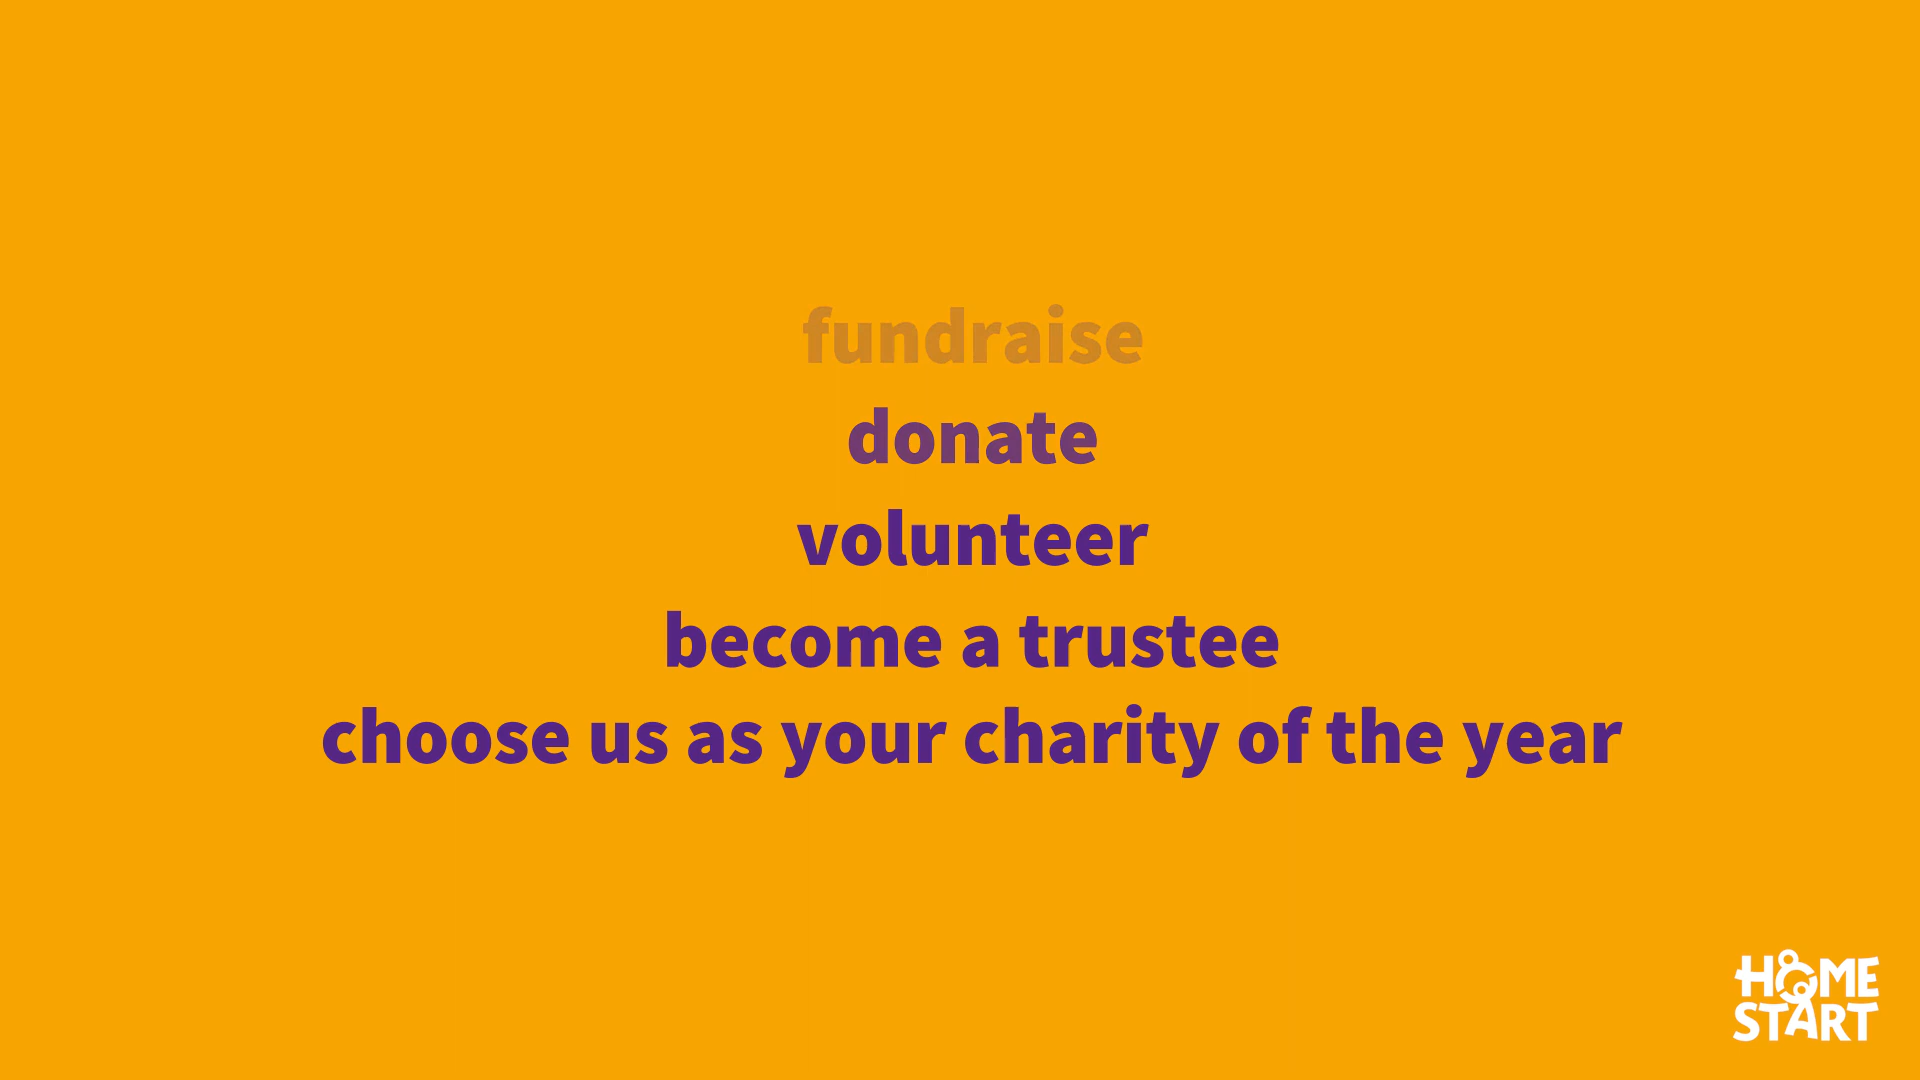 fundraise
donate
volunteer
become a trustee
choose us as your charity of the year
HOME
START